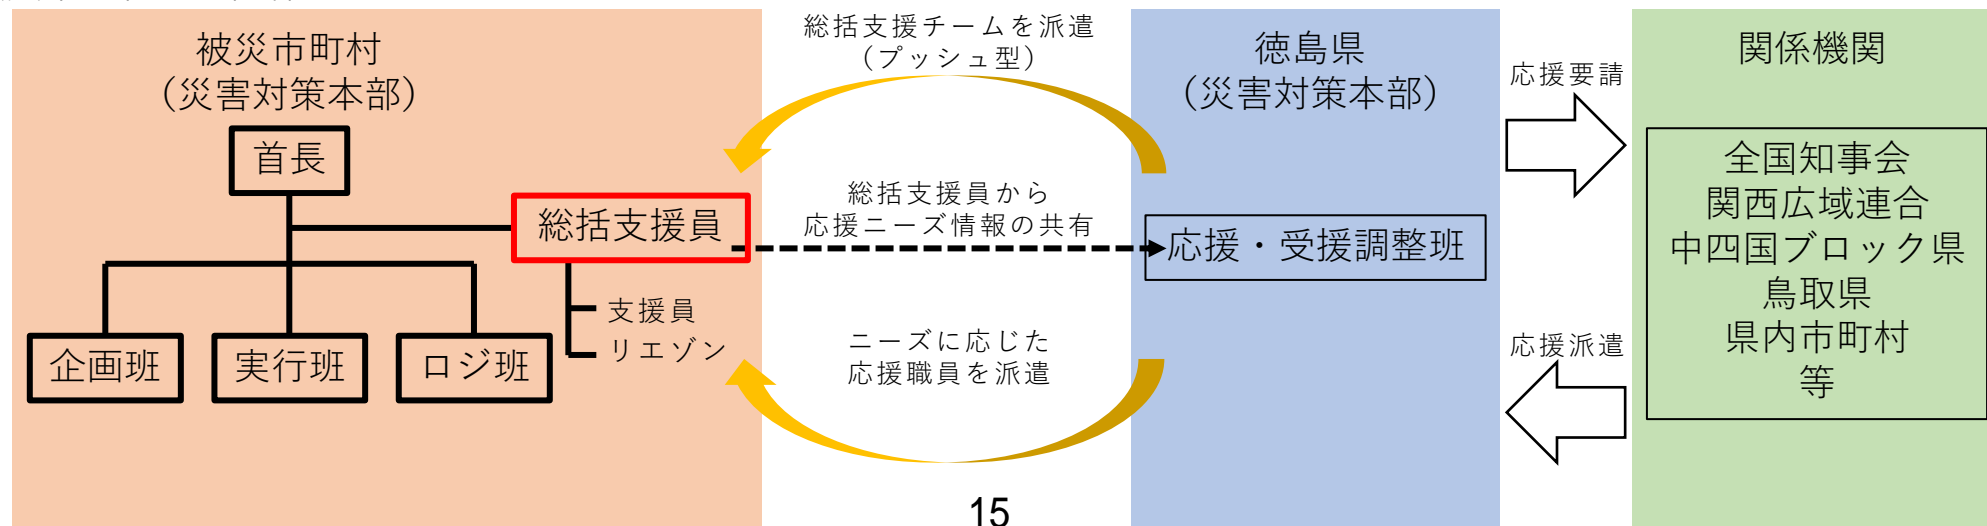 被災市町村
（災害対策本部）
首長
総括支援員
支援員
リエゾン
企画班
実行班
ロジ班
総括支援チームを派遣
（プッシュ型）
総括支援員から
応援ニーズ情報の共有
ニーズに応じた
応援職員を派遣
徳島県
（災害対策本部）
応援・受援調整班
応援要請
応援派遣
関係機関
全国知事会
関西広域連合
中四国ブロック県
鳥取県
県内市町村
等
15